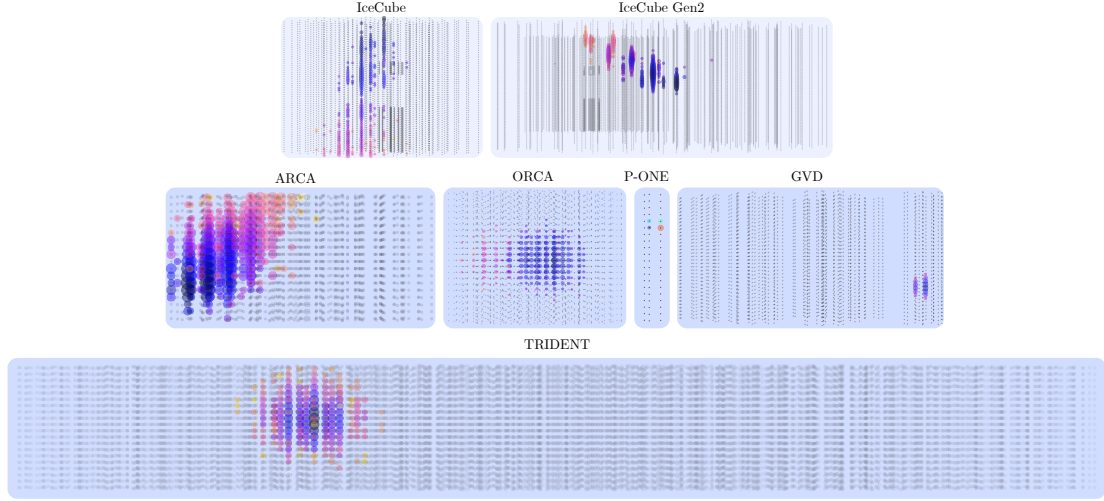 IceCube
IceCube Gen2
ARCA
ORCA
P-ONE
GVD
TRIDENT